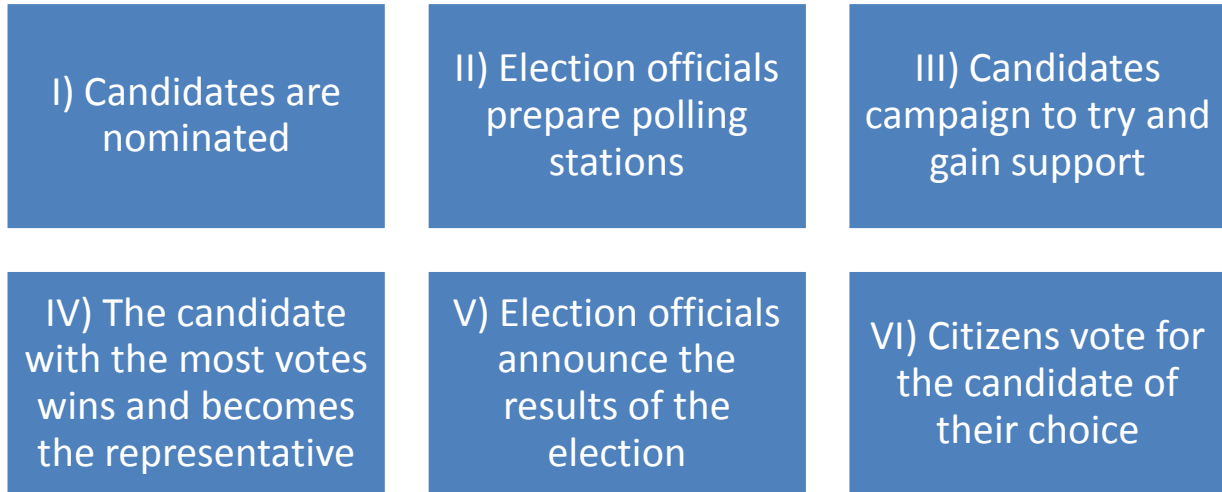 I) Candidates are
nominated
II) Election officials
prepare polling
stations
III) Candidates
campaign to try and
gain support
IV) The candidate
with the most votes
wins and becomes
the representative
V) Election officials
announce the
results of the
election
VI) Citizens vote for
the candidate of
their choice